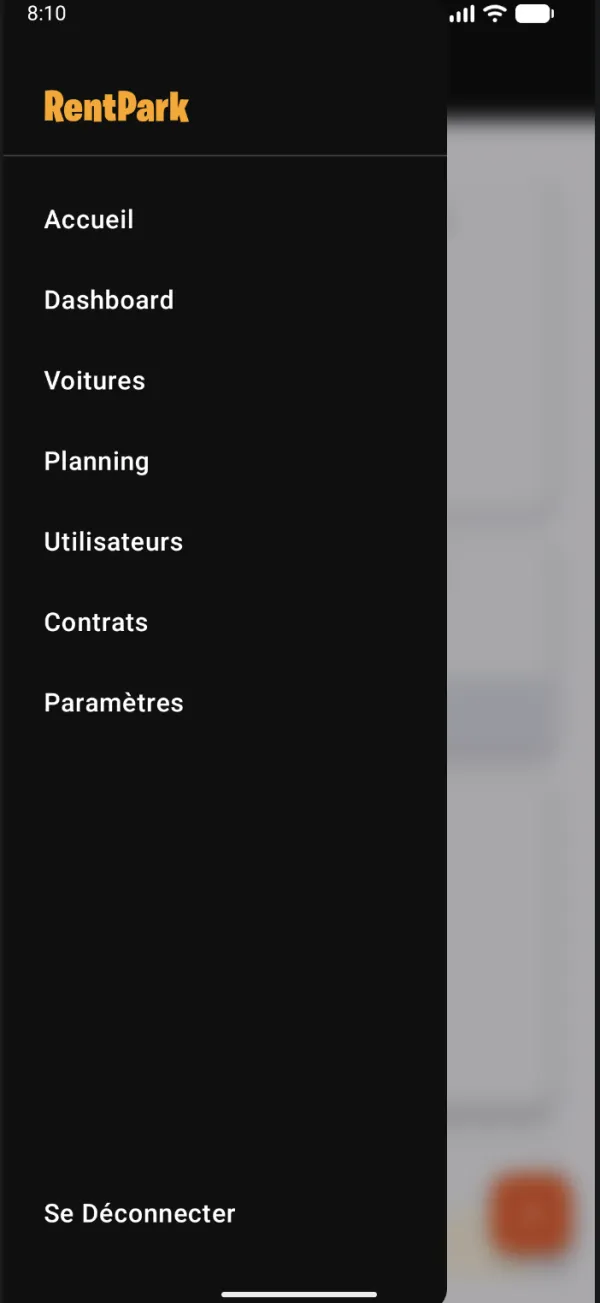 8:10
RentPark
Accueil
Dashboard
Voitures
Planning
Utilisateurs
Contrats
Paramètres
Se Déconnecter